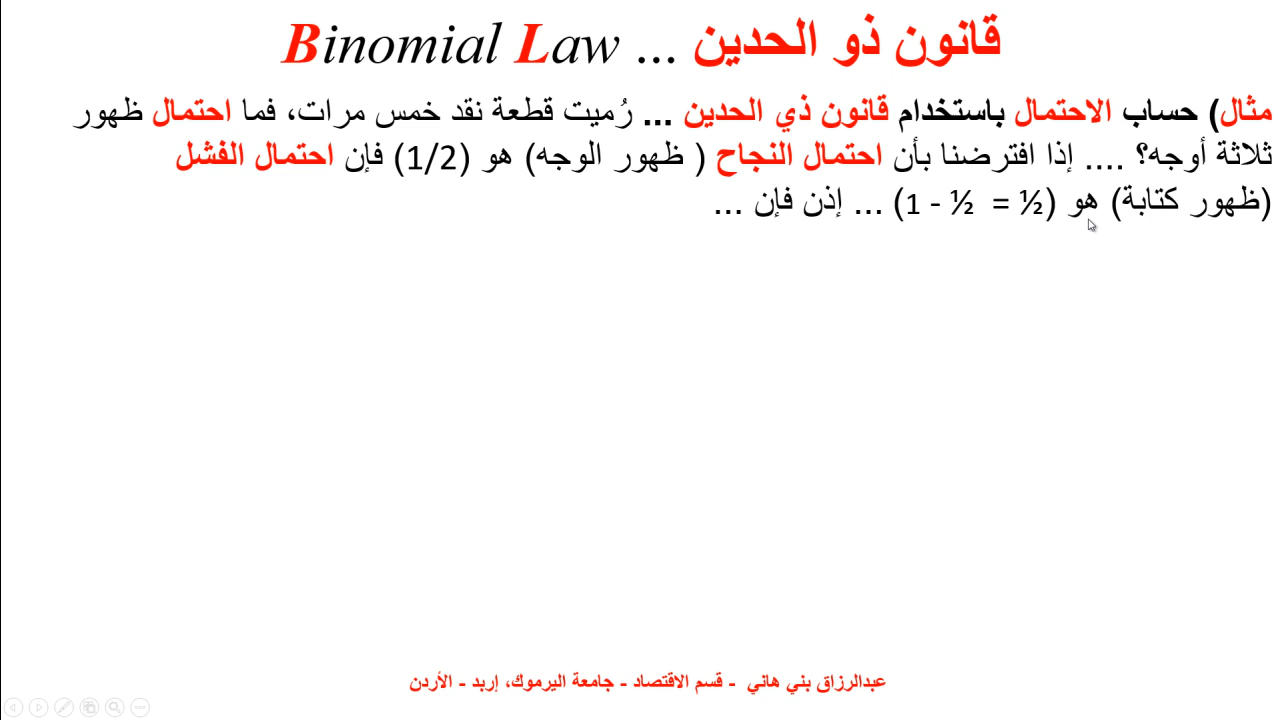 قانون ذو الحدين ... Binomial Law
مثال) حساب الاحتمال باستخدام قانون ذي الحدين ... رُميت قطعة نقد خمس مرات، فما احتمال ظهور
ثلاثة أوجه؟ .... إذا افترضنا بأن احتمال النجاح ( ظهور الوجه) هو (1/2) فإن احتمال الفشل
(ظهور كتابة) هو (½ = ½ - 1) ... إذن فإن ...
عبدالرزاق بني هاني - قسم الاقتصاد - جامعة اليرموك، إربد - الأردن